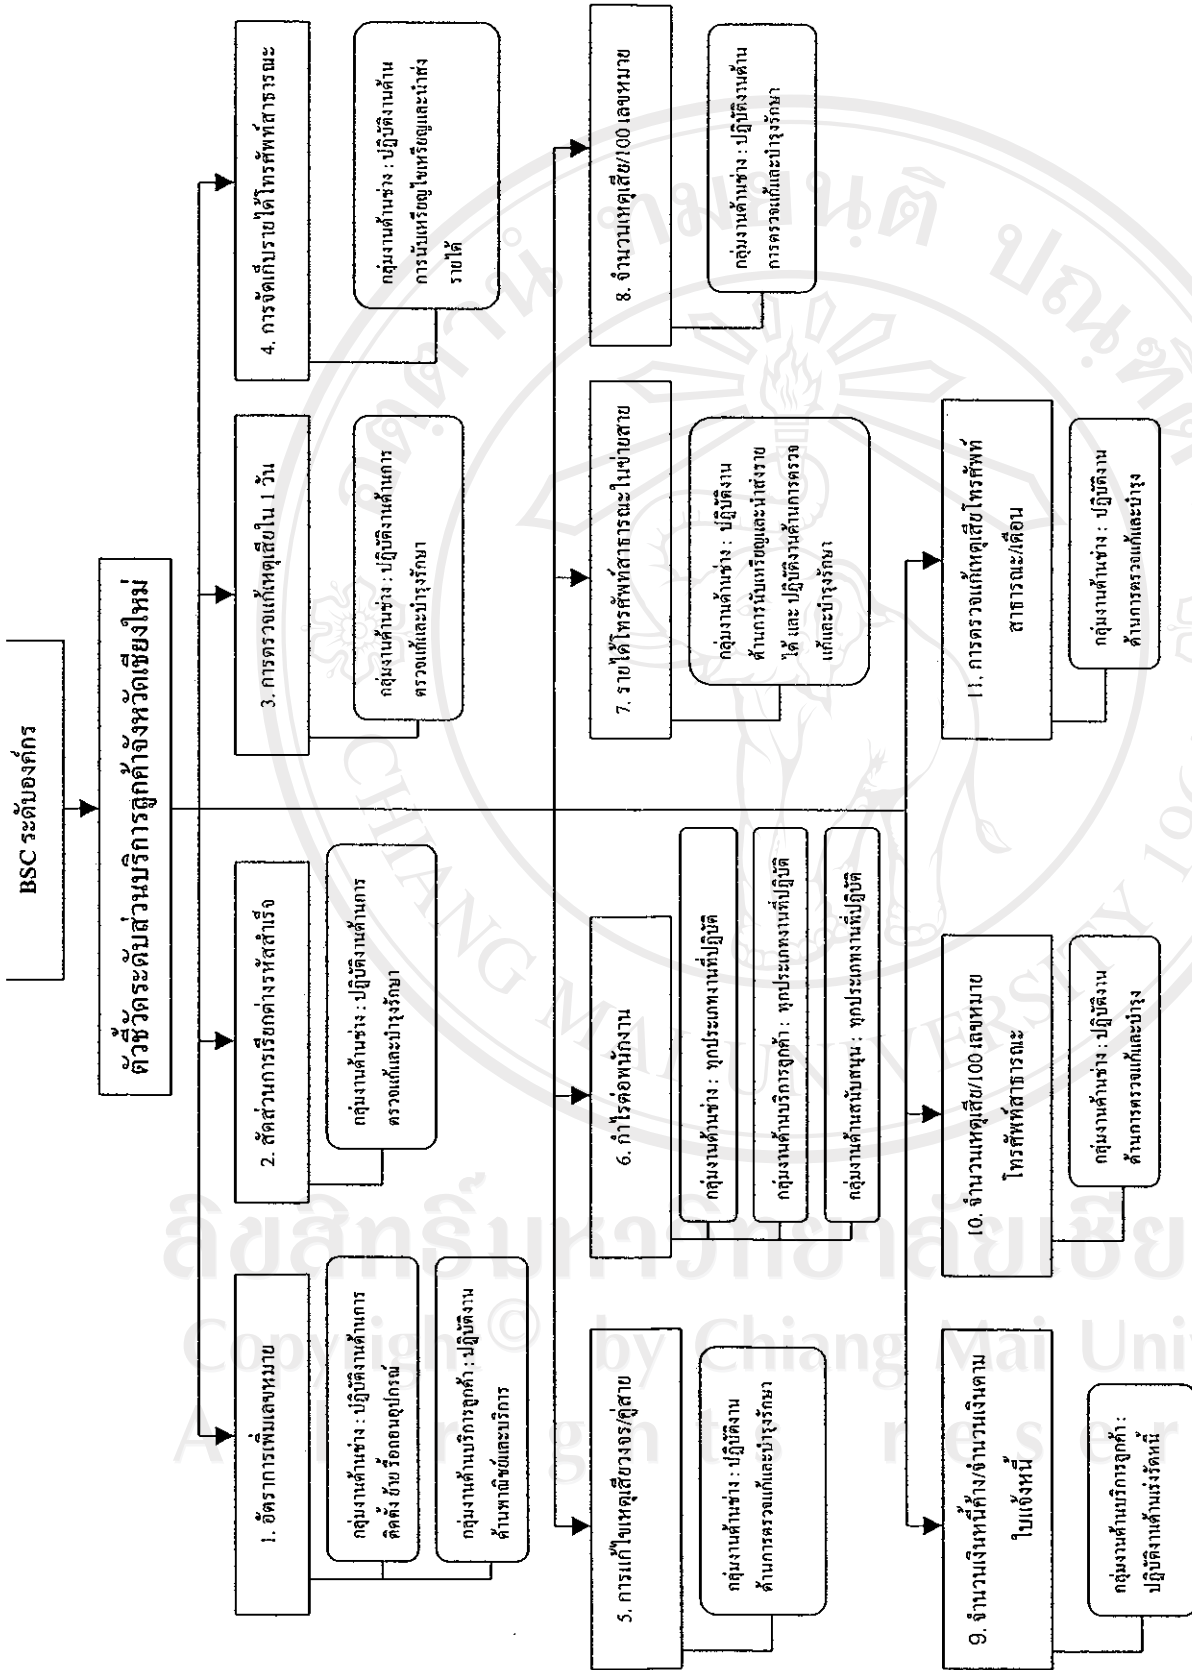 BSC ระดับองค์กร
ตัวชี้วัดระดับส่วนบริการลูกค้าจังหวัดเชียงใหม่
1. อัตราการเพิ่มเลขหมาย
กลุ่มงานด้านช่าง : ปฏิบัติงานด้านการ
ติดตั้ง ย้าย รื้อถอนอุปกรณ์
กลุ่มงานด้านบริการลูกค้า : ปฏิบัติงาน
ด้านพาณิชย์และบริการ
2. สัดส่วนการเรียกต่างรหัสสำเร็จ
กลุ่มงานด้านช่าง : ปฏิบัติงานด้านการ
ตรวจแก้และบำรุงรักษา
3. การตรวจแก้เหตุเสียใน 1 วัน
กลุ่มงานด้านช่าง : ปฏิบัติงานด้านการ
ตรวจแก้และบำรุงรักษา
4. การจัดเก็บรายได้โทรศัพท์สาธารณะ
กลุ่มงานด้านช่าง : ปฏิบัติงานด้าน
การนับเหรียญไขเหรียญและนำส่ง
รายได้
5. การแก้ไขเหตุเสียวงจร/คู่สาย
กลุ่มงานด้านช่าง : ปฏิบัติงาน
ด้านการตรวจแก้และบำรุงรักษา
6. กำไรต่อพนักงาน
กลุ่มงานด้านช่าง : ทุกประเภทงานที่ปฏิบัติ
กลุ่มงานด้านบริการลูกค้า : ทุกประเภทงานที่ปฏิบัติ
กลุ่มงานด้านสนับสนุน : ทุกประเภทงานที่ปฏิบัติ
7. รายได้โทรศัพท์สาธารณะในข่ายสาย
กลุ่มงานด้านช่าง : ปฏิบัติงาน
ด้านการนับเหรียญและนำส่งราย
ได้ และ ปฏิบัติงานด้านการตรวจ
แก้และบำรุงรักษา
8. จำนวนเหตุเสีย/100 เลขหมาย
กลุ่มงานด้านช่าง : ปฏิบัติงานด้าน
การตรวจแก้และบำรุงรักษา
9. จำนวนเงินหนี้ค้าง/จำนวนเงินตาม
ใบแจ้งหนี้
กลุ่มงานด้านบริการลูกค้า :
ปฏิบัติงานด้านเร่งรัดหนี้
10. จำนวนเหตุเสีย/100 เลขหมาย
โทรศัพท์สาธารณะ
กลุ่มงานด้านช่าง : ปฏิบัติงาน
ด้านการตรวจแก้และบำรุง
11. การตรวจแก้เหตุเสียโทรศัพท์
สาธารณะ/เดือน
กลุ่มงานด้านช่าง : ปฏิบัติงาน
ด้านการตรวจแก้และบำรุง
CHIANG MAI UNIVERSITY
ลิขสิทธิ์มหาวิทยาลัยเชีย
Copyright © by Chiang Mai Uni